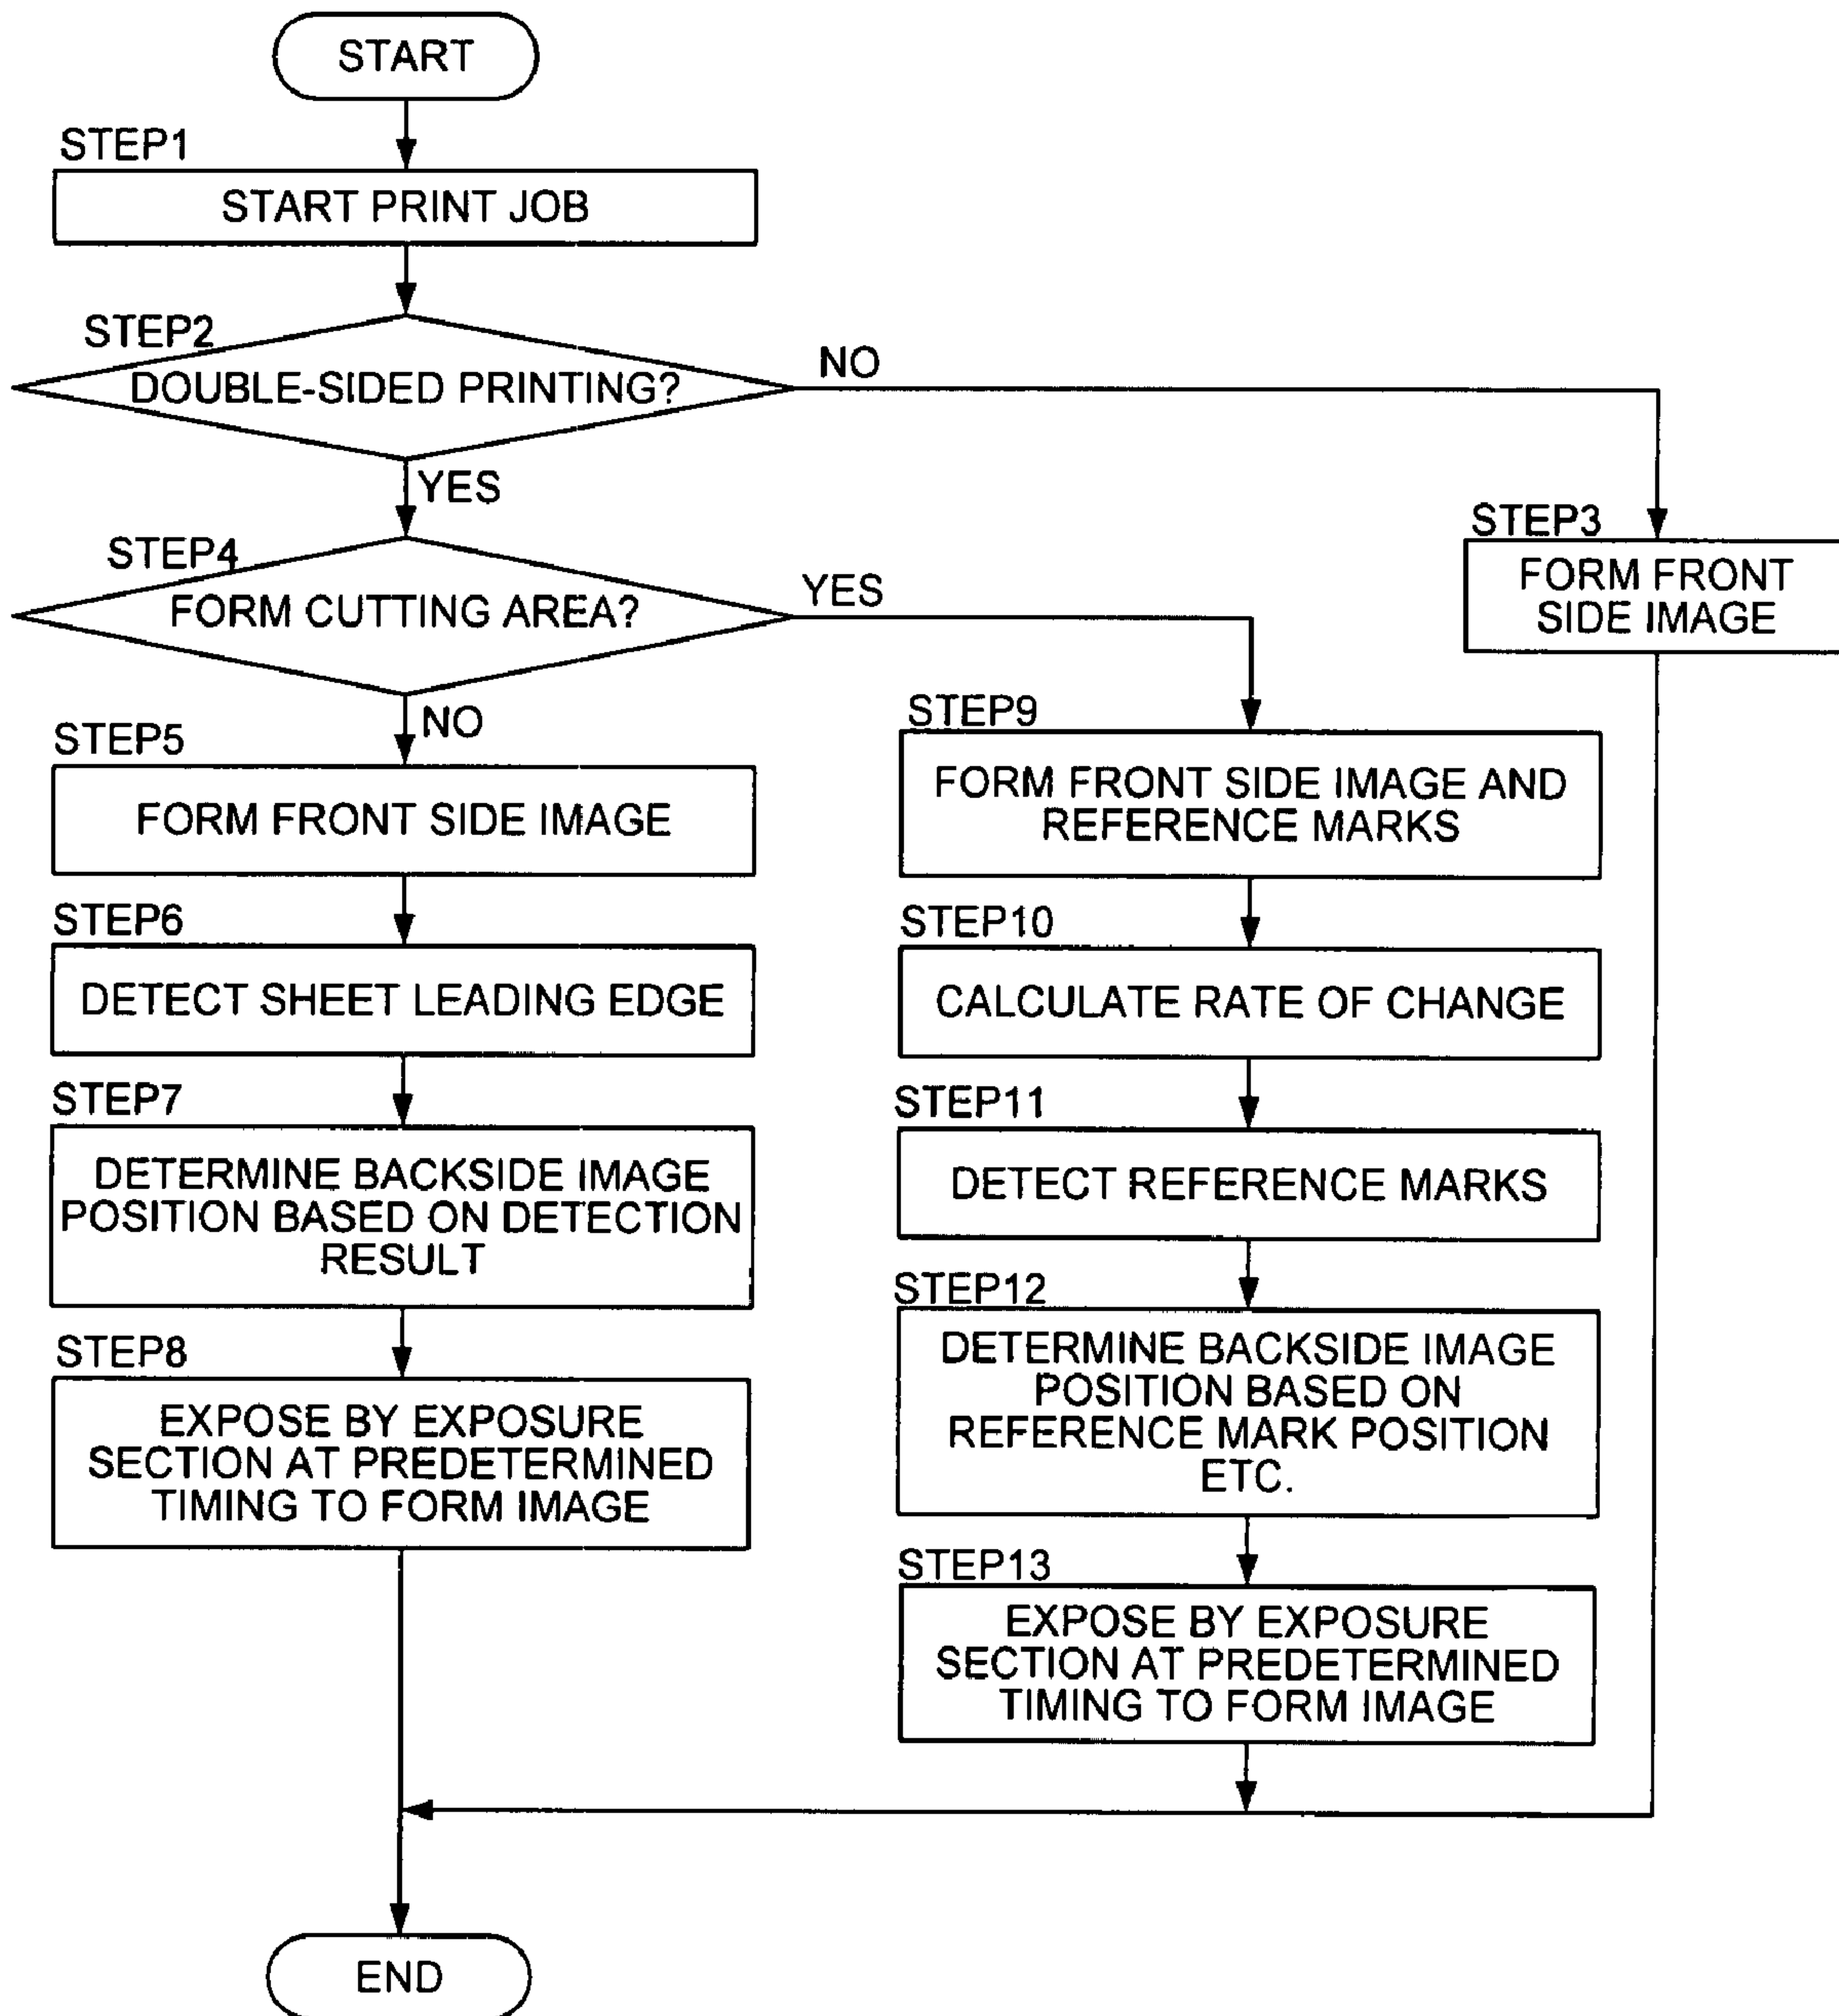 START
STEP1
START PRINT JOB
STEP2
DOUBLE-SIDED PRINTING?
NO
YES
STEP3
FORM FRONT
SIDE IMAGE
STEP4
FORM CUTTING AREA?
YES
NO
STEP5
FORM FRONT SIDE IMAGE
STEP6
DETECT SHEET LEADING EDGE
STEP7
DETERMINE BACKSIDE IMAGE
POSITION BASED ON DETECTION
RESULT
STEP8
EXPOSE BY EXPOSURE
SECTION AT PREDETERMINED
TIMING TO FORM IMAGE
STEP9
FORM FRONT SIDE IMAGE AND
REFERENCE MARKS
STEP10
CALCULATE RATE OF CHANGE
STEP11
DETECT REFERENCE MARKS
STEP12
DETERMINE BACKSIDE IMAGE
POSITION BASED ON
REFERENCE MARK POSITION
ETC.
STEP13
EXPOSE BY EXPOSURE
SECTION AT PREDETERMINED
TIMING TO FORM IMAGE
END